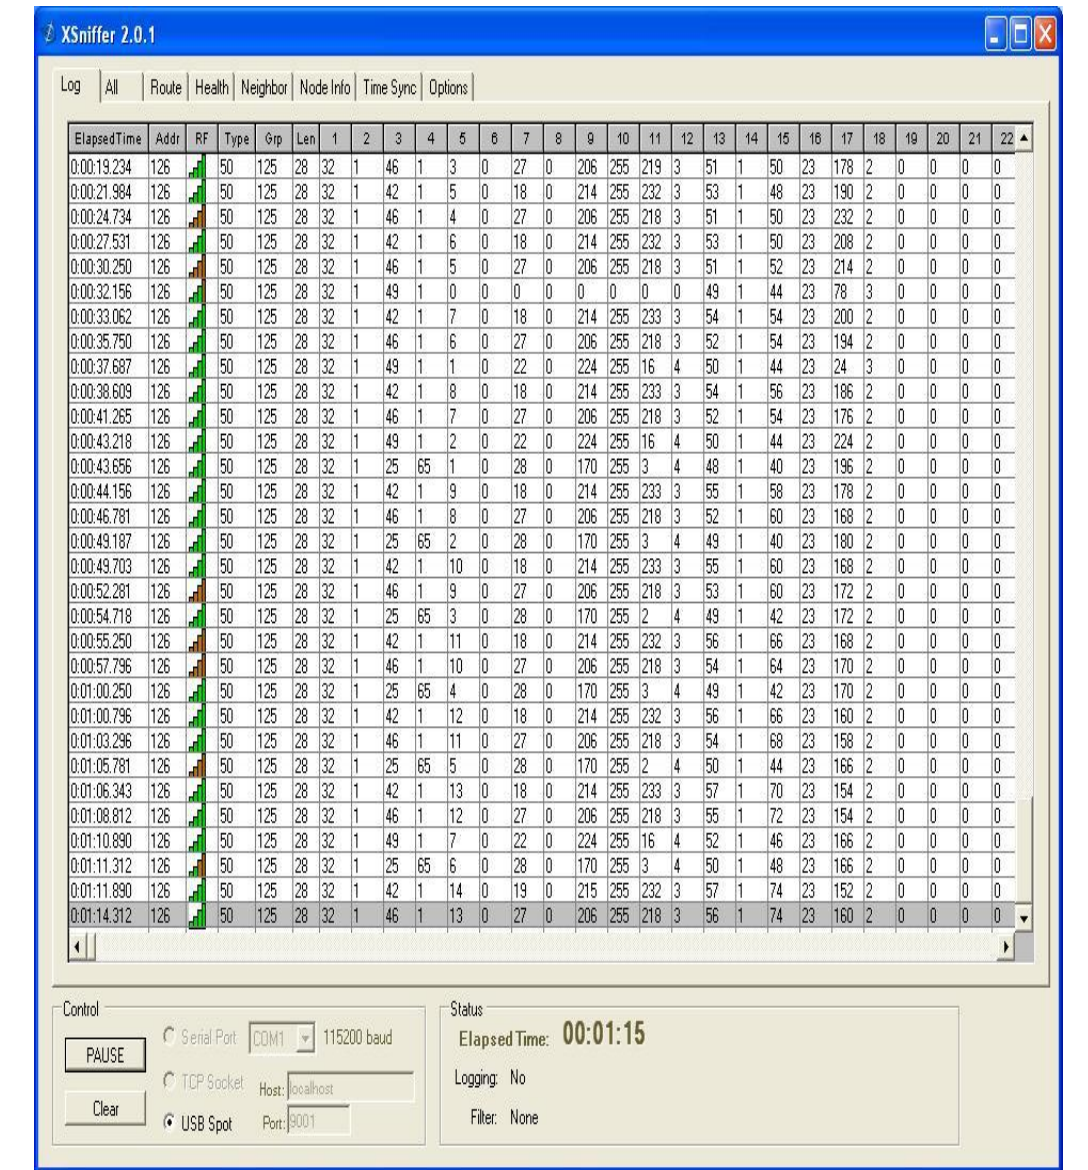 XSniffer 2.0.1
Log All Route Health Neighbor Node Info Time Sync Options
ElapsedTime Addr RF Type Grp Len 1 2 3 4 5 6 7 8 9 10 11 12 13 14 15 16 17 18 19 20 21 22
0:00:19.234 126 50 125 28 32 1 46 1 3 0 27 0 206 255 219 3 51 1 50 23 178 2 0 0 0 0
0:00:21.984 126 50 125 28 32 1 42 1 5 0 18 0 214 255 232 3 53 1 48 23 190 2 0 0 0 0
0:00:24.734 126 50 125 28 32 1 46 1 4 0 27 0 206 255 218 3 51 1 50 23 232 2 0 0 0 0
0:00:27.531 126 50 125 28 32 1 42 1 6 0 18 0 214 255 232 3 53 1 50 23 208 2 0 0 0 0
0:00:30.250 126 50 125 28 32 1 46 1 5 0 27 0 206 255 218 3 51 1 52 23 214 2 0 0 0 0
0:00:32.156 126 50 125 28 32 1 49 1 0 0 0 0 0 0 0 0 49 1 44 23 78 3 0 0 0 0
0:00:33.062 126 50 125 28 32 1 42 1 7 0 18 0 214 255 233 3 54 1 54 23 200 2 0 0 0 0
0:00:35.750 126 50 125 28 32 1 46 1 6 0 27 0 206 255 218 3 52 1 54 23 194 2 0 0 0 0
0:00:37.687 126 50 125 28 32 1 49 1 1 0 22 0 224 255 16 4 50 1 44 23 24 3 0 0 0 0
0:00:38.609 126 50 125 28 32 1 42 1 8 0 18 0 214 255 233 3 54 1 56 23 186 2 0 0 0 0
0:00:41.265 126 50 125 28 32 1 46 1 7 0 27 0 206 255 218 3 52 1 54 23 176 2 0 0 0 0
0:00:43.218 126 50 125 28 32 1 49 1 2 0 22 0 224 255 16 4 50 1 44 23 224 2 0 0 0 0
0:00:43.656 126 50 125 28 32 1 25 65 1 0 28 0 170 255 3 4 48 1 40 23 196 2 0 0 0 0
0:00:44.156 126 50 125 28 32 1 42 1 9 0 18 0 214 255 233 3 55 1 58 23 178 2 0 0 0 0
0:00:46.781 126 50 125 28 32 1 46 1 8 0 27 0 206 255 218 3 52 1 60 23 168 2 0 0 0 0
0:00:49.187 126 50 125 28 32 1 25 65 2 0 28 0 170 255 3 4 49 1 40 23 180 2 0 0 0 0
0:00:49.703 126 50 125 28 32 1 42 1 10 0 18 0 214 255 233 3 55 1 60 23 168 2 0 0 0 0
0:00:52.281 126 50 125 28 32 1 46 1 9 0 27 0 206 255 218 3 53 1 60 23 172 2 0 0 0 0
0:00:54.718 126 50 125 28 32 1 25 65 3 0 28 0 170 255 2 4 49 1 42 23 172 2 0 0 0 0
0:00:55.250 126 50 125 28 32 1 42 1 11 0 18 0 214 255 232 3 56 1 66 23 168 2 0 0 0 0
0:00:57.796 126 50 125 28 32 1 46 1 10 0 27 0 206 255 218 3 54 1 64 23 170 2 0 0 0 0
0:01:00.250 126 50 125 28 32 1 25 65 4 0 28 0 170 255 3 4 49 1 42 23 170 2 0 0 0 0
0:01:00.796 126 50 125 28 32 1 42 1 12 0 18 0 214 255 232 3 56 1 66 23 160 2 0 0 0 0
0:01:03.296 126 50 125 28 32 1 46 1 11 0 27 0 206 255 218 3 54 1 68 23 158 2 0 0 0 0
0:01:05.781 126 50 125 28 32 1 25 65 5 0 28 0 170 255 2 4 50 1 44 23 166 2 0 0 0 0
0:01:06.343 126 50 125 28 32 1 42 1 13 0 18 0 214 255 233 3 57 1 70 23 154 2 0 0 0 0
0:01:08.812 126 50 125 28 32 1 46 1 12 0 27 0 206 255 218 3 55 1 72 23 154 2 0 0 0 0
0:01:10.890 126 50 125 28 32 1 49 1 7 0 22 0 224 255 16 4 52 1 46 23 166 2 0 0 0 0
0:01:11.312 126 50 125 28 32 1 25 65 6 0 28 0 170 255 3 4 50 1 48 23 166 2 0 0 0 0
0:01:11.890 126 50 125 28 32 1 42 1 14 0 19 0 215 255 232 3 57 1 74 23 152 2 0 0 0 0
0:01:14.312 126 50 125 28 32 1 46 1 13 0 27 0 206 255 218 3 56 1 74 23 160 2 0 0 0 0
Control
PAUSE
Clear
Serial Port COM1 115200 baud
TCP Socket Host: localhost
USB Spot Port: 9001
Status
Elapsed Time: 00:01:15
Logging: No
Filter: None